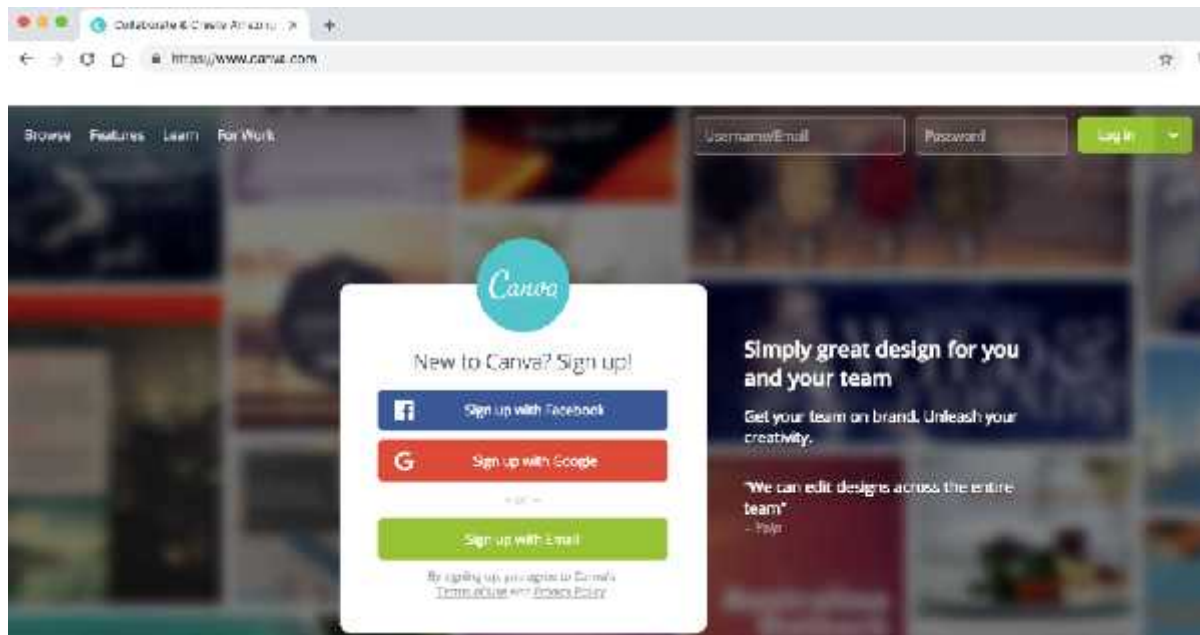 Collaborate & Create Amazing
https://www.canva.com
Browse Features Learn For Work
Username/Email Password Log in
Canva
New to Canva? Sign up!
Sign up with Facebook
G Sign up with Google
- or -
Sign up with Email
By signing up, you agree to Canva's
Terms of Use and Privacy Policy
Simply great design for you
and your team
Get your team on brand. Unleash your
creativity.
"We can edit designs across the entire
team"
- Yelp